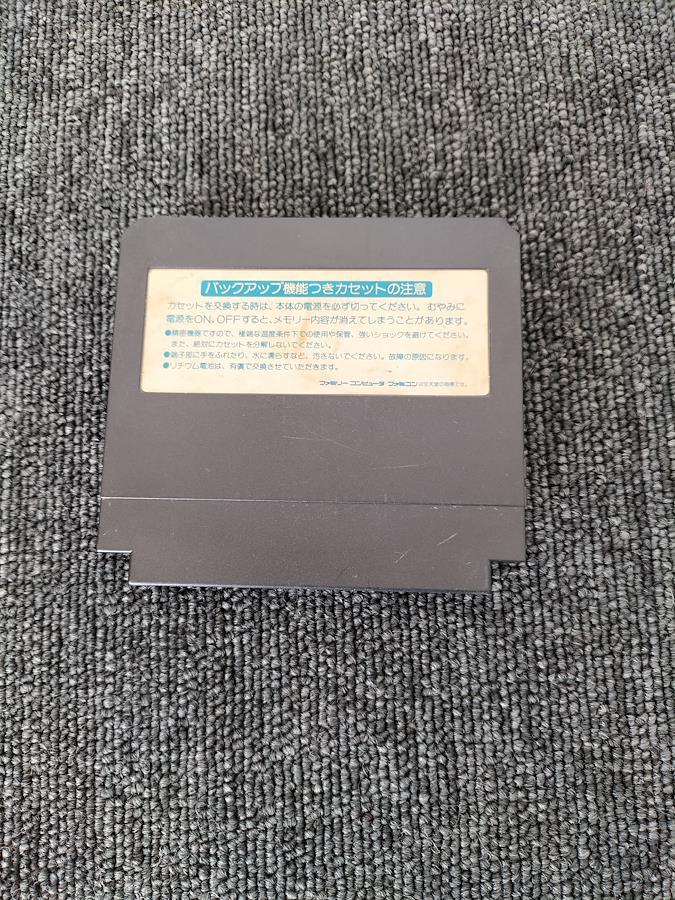 バックアップ機能つきカセットの注意
カセットを交換する時は、本体の電源を必ず切ってください。むやみに
電源をON、OFFすると、メモリー内容が消えてしまうことがあります。
●精密機器ですので、極端な温度条件下での使用や保管、強いショックを避けてください。
また、絶対にカセットを分解しないでください。
●端子部に手をふれたり、水に濡らすなど、汚さないでください。故障の原因になります。
●リチウム電池は、有償で交換させていただきます。
ファミリーコンピュータ・ファミコンは任天堂の商標です。